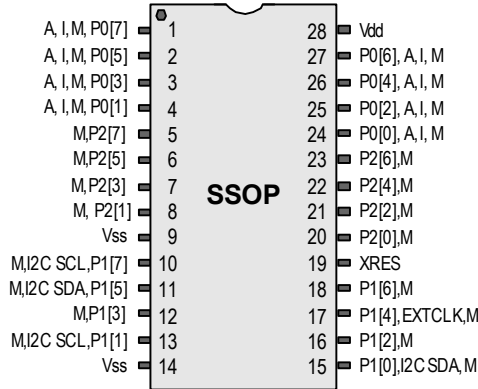 A, I, M, P0[7] 1 28 Vdd
A, I, M, P0[5] 2 27 P0[6], A, I, M
A, I, M, P0[3] 3 26 P0[4], A, I, M
A, I, M, P0[1] 4 25 P0[2], A, I, M
M,P2[7] 5 24 P0[0], A, I, M
M,P2[5] 6 23 P2[6],M
M,P2[3] 7 SSOP 22 P2[4],M
M, P2[1] 8 21 P2[2],M
Vss 9 20 P2[0],M
M,I2C SCL,P1[7] 10 19 XRES
M,I2C SDA,P1[5] 11 18 P1[6],M
M,P1[3] 12 17 P1[4],EXTCLK,M
M,I2C SCL,P1[1] 13 16 P1[2],M
Vss 14 15 P1[0],I2C SDA, M